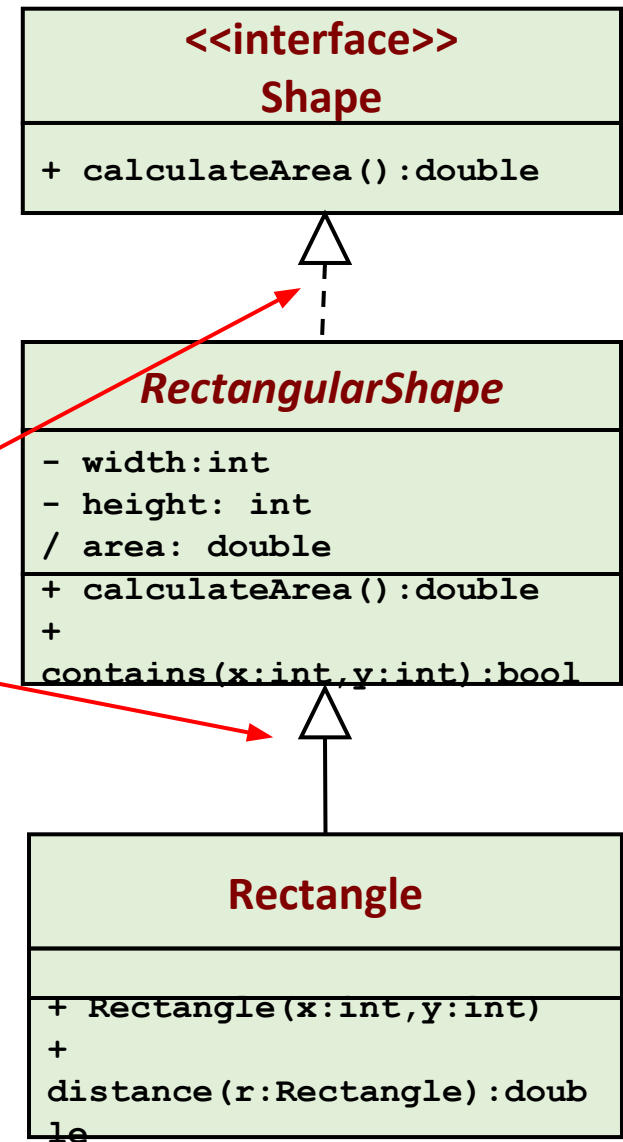 <<interface>>
Shape
+ calculateArea():double
RectangularShape
- width:int
- height: int
/ area: double
+ calculateArea():double
+
contains(x:int,y:int):bool
Rectangle
+ Rectangle(x:int,y:int)
+
distance(r:Rectangle):doub
le